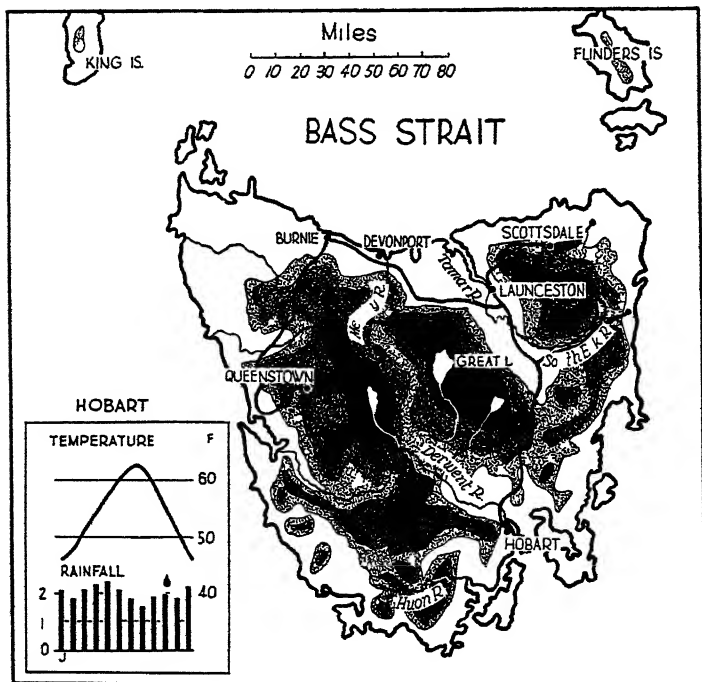 Miles
KING IS.
FLINDERS IS
0 10 30 40 50 60 70 80
BASS STRAIT
BURNIE
DEVONPORT
SCOTTSDALE
Tamar R.
LAUNCESTON
GREAT L
QUEENSTOWN
Derwent R.
HOBART
Huon R.
HOBART
TEMPERATURE F
60
50
RAINFALL
40
2
1
0
J